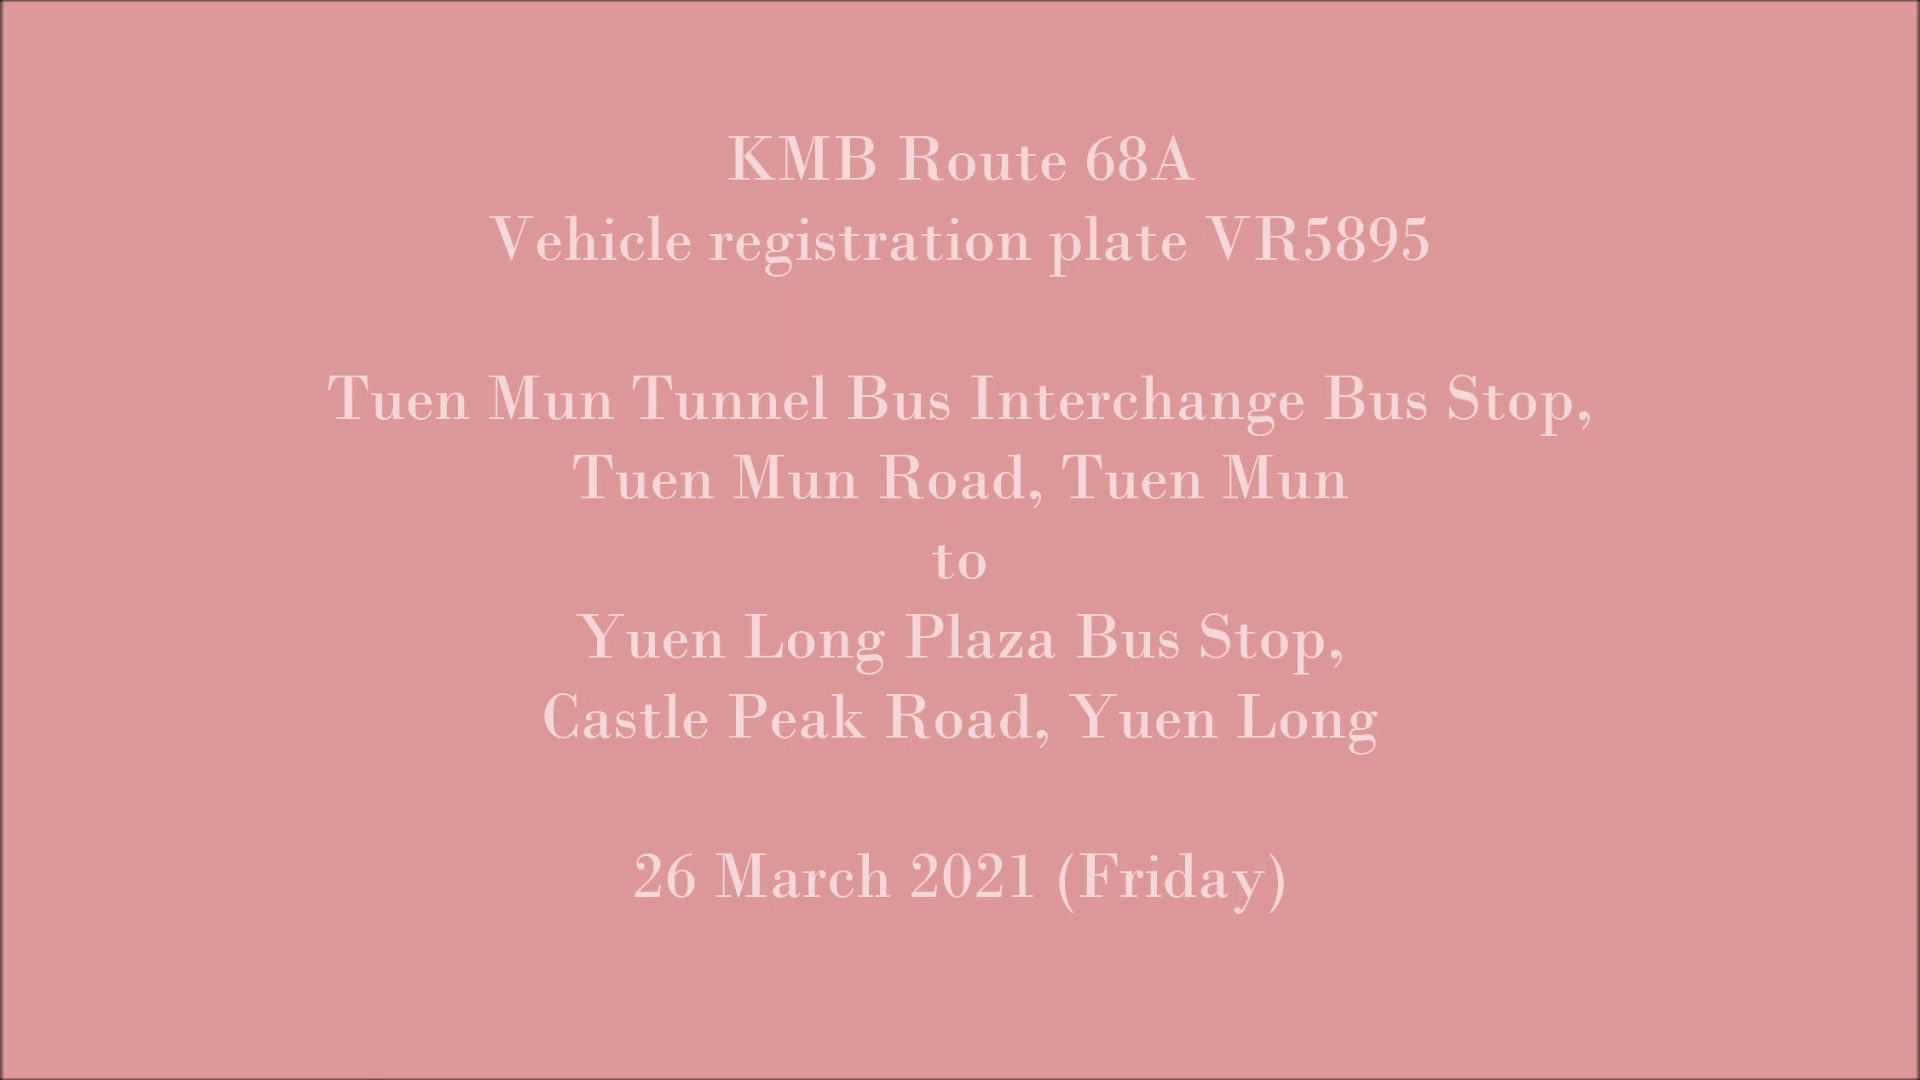 KMB Route 68A
Vehicle registration plate VR5895
Tuen Mun Tunnel Bus Interchange Bus Stop,
Tuen Mun Road, Tuen Mun
to
Yuen Long Plaza Bus Stop,
Castle Peak Road, Yuen Long
26 March 2021 (Friday)